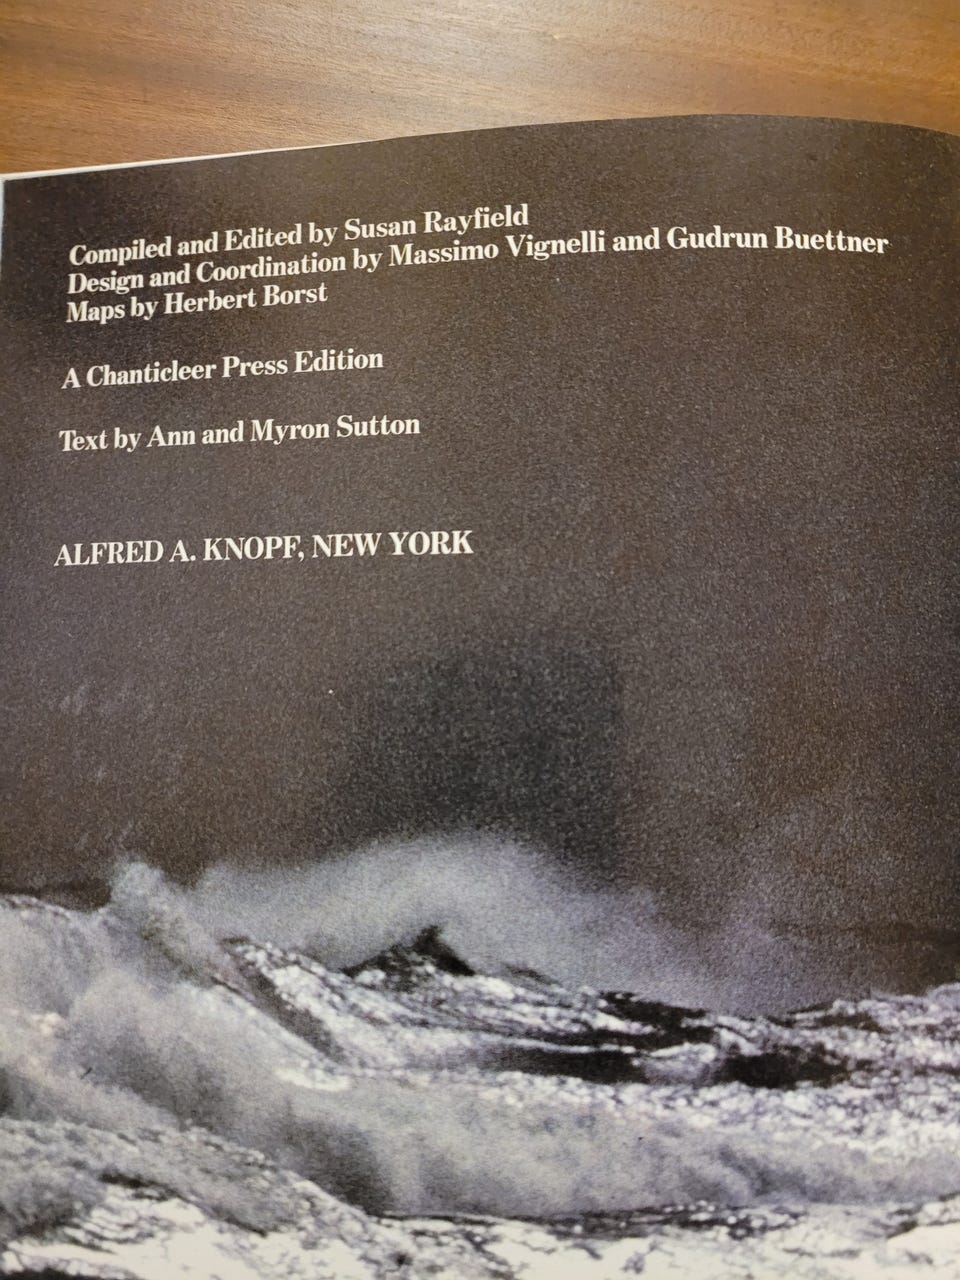 Compiled and Edited by Susan Rayfield
Design and Coordination by Massimo Vignelli and Gudrun Buettner
Maps by Herbert Borst
A Chanticleer Press Edition
Text by Ann and Myron Sutton
ALFRED A. KNOPF, NEW YORK